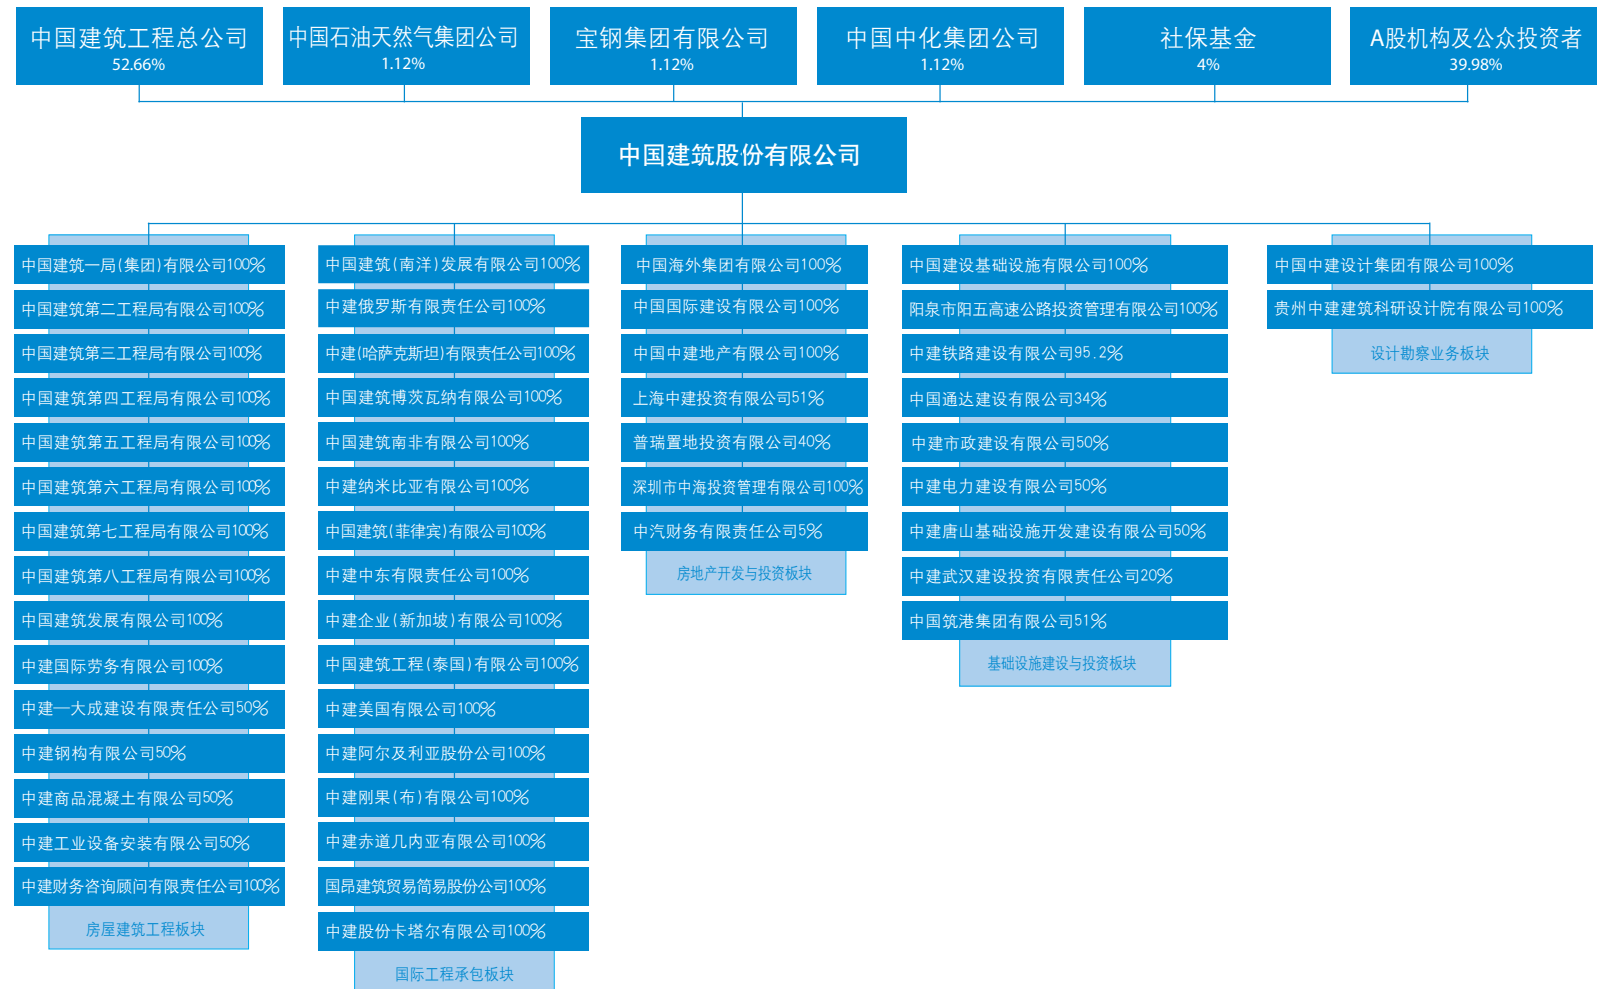 中国建筑工程总公司
52.66%
中国石油天然气集团公司
1.12%
宝钢集团有限公司
1.12%
中国中化集团公司
1.12%
社保基金
4%
A股机构及公众投资者
39.98%
中国建筑股份有限公司
中国建筑一局(集团)有限公司100%
中国建筑第二工程局有限公司100%
中国建筑第三工程局有限公司100%
中国建筑第四工程局有限公司100%
中国建筑第五工程局有限公司100%
中国建筑第六工程局有限公司100%
中国建筑第七工程局有限公司100%
中国建筑第八工程局有限公司100%
中国建筑发展有限公司100%
中建国际劳务有限公司100%
中建一大成建设有限责任公司50%
中建钢构有限公司50%
中建商品混凝土有限公司50%
中建工业设备安装有限公司50%
中建财务咨询顾问有限责任公司100%
房屋建筑工程板块
中国建筑(南洋)发展有限公司100%
中建俄罗斯有限责任公司100%
中建(哈萨克斯坦)有限责任公司100%
中国建筑博茨瓦纳有限公司100%
中国建筑南非有限公司100%
中建纳米比亚有限公司100%
中国建筑(菲律宾)有限公司100%
中建中东有限责任公司100%
中建企业(新加坡)有限公司100%
中国建筑工程(泰国)有限公司100%
中建美国有限公司100%
中建阿尔及利亚股份公司100%
中建刚果(布)有限公司100%
中建赤道几内亚有限公司100%
国昂建筑贸易简易股份公司100%
中建股份卡塔尔有限公司100%
国际工程承包板块
中国海外集团有限公司100%
中国国际建设有限公司100%
中国中建地产有限公司100%
上海中建投资有限公司51%
普瑞置地投资有限公司40%
深圳市中海投资管理有限公司100%
中汽财务有限责任公司5%
房地产开发与投资板块
中国建设基础设施有限公司100%
阳泉市阳五高速公路投资管理有限公司100%
中建铁路建设有限公司95.2%
中国通达建设有限公司34%
中建市政建设有限公司50%
中建电力建设有限公司50%
中建唐山基础设施开发建设有限公司50%
中建武汉建设投资有限责任公司20%
中国筑港集团有限公司51%
基础设施建设与投资板块
中国中建设计集团有限公司100%
贵州中建建筑科研设计院有限公司100%
设计勘察业务板块